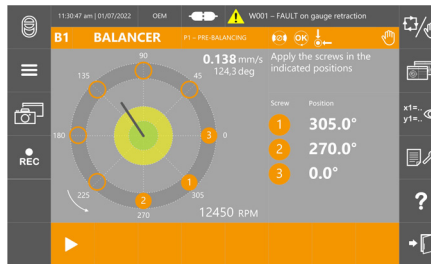 11:30:47 am | 01/07/2022 OEM W001 – FAULT on gauge retraction
B1 BALANCER P1 – PRE-BALANCING OK
0.138 mm/s
124,3 deg
Apply the screws in the
indicated positions
90
135 45
Screw Position
1 305.0°
180 3 0
2 270.0°
3 0.0°
225 1
2 305
270
12450 RPM
REC
x1=..
y1=..
?